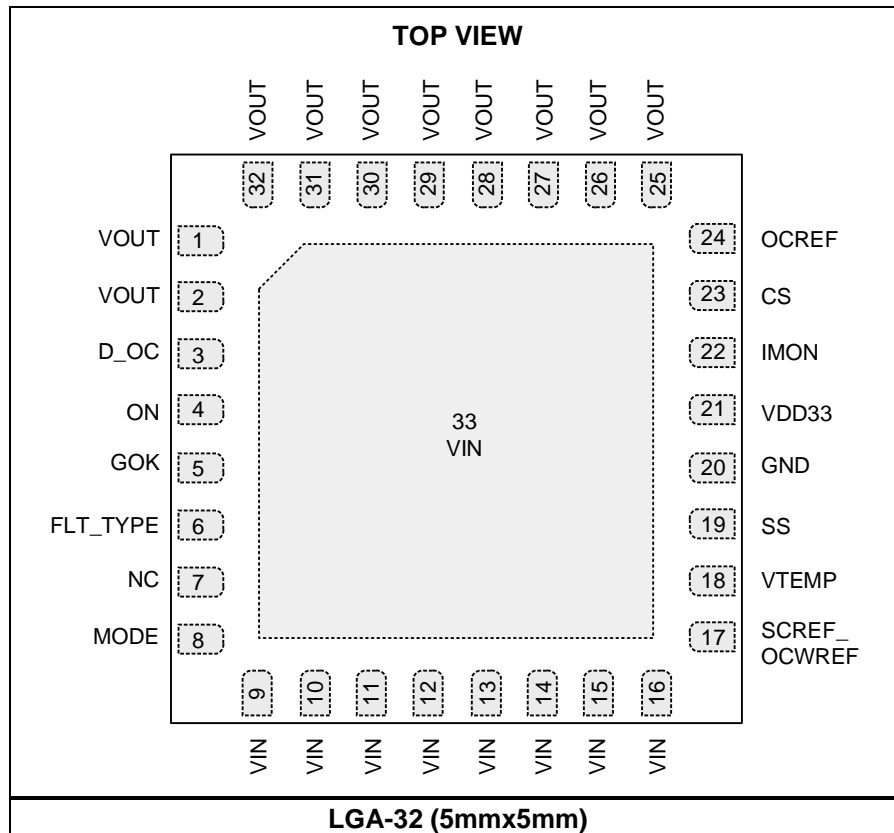 TOP VIEW
VOUT VOUT VOUT VOUT VOUT VOUT VOUT VOUT
32 31 30 29 28 27 26 25
VOUT 1 24 OCREF
VOUT 2 23 CS
D_OC 3 22 IMON
ON 4 21 VDD33
33
VIN
GOK 5 20 GND
FLT_TYPE 6 19 SS
NC 7 18 VTEMP
MODE 8 17 SCREF_
OCWREF
9 10 11 12 13 14 15 16
VIN VIN VIN VIN VIN VIN VIN VIN
LGA-32 (5mmx5mm)